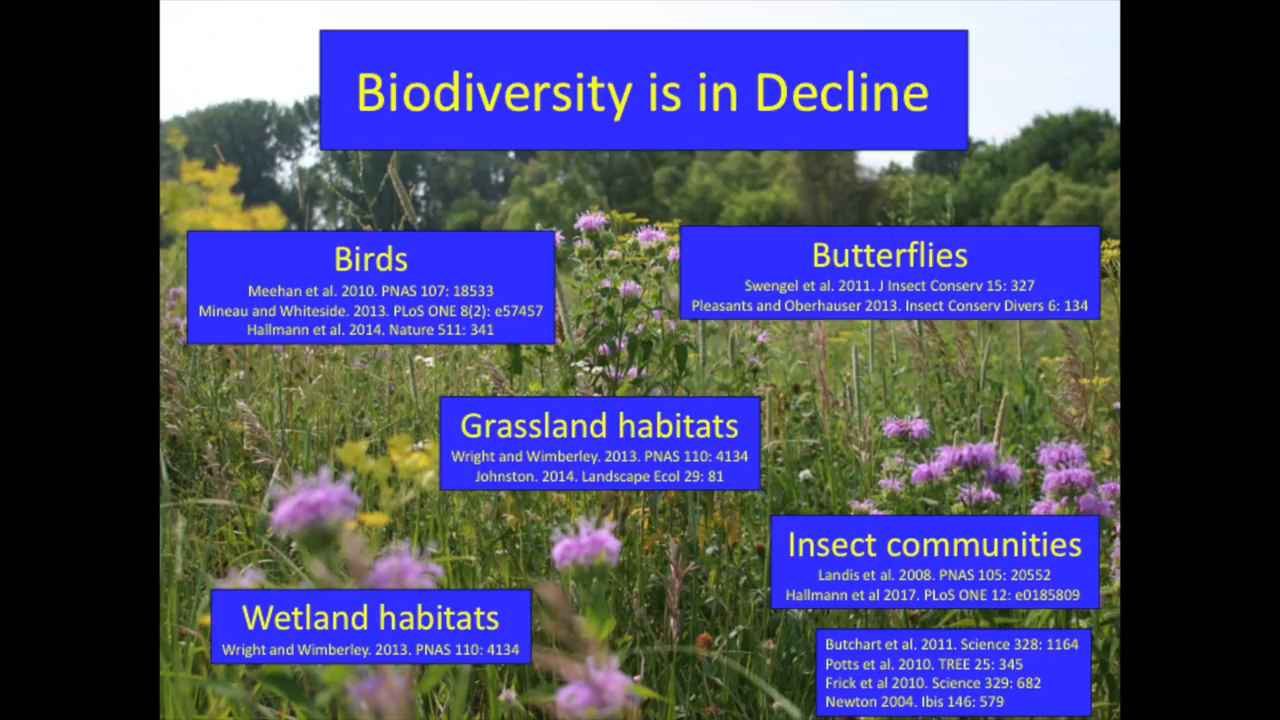 Biodiversity is in Decline
Birds
Meehan et al. 2010. PNAS 107: 18533
Mineau and Whiteside. 2013. PLoS ONE 8(2): e57457
Hallmann et al. 2014. Nature 511: 341
Butterflies
Swengel et al. 2011. J Insect Conserv 15: 327
Pleasants and Oberhauser 2013. Insect Conserv Divers 6: 134
Grassland habitats
Wright and Wimberley. 2013. PNAS 110: 4134
Johnston. 2014. Landscape Ecol 29: 81
Insect communities
Landis et al. 2008. PNAS 105: 20552
Hallmann et al 2017. PLoS ONE 12: e0185809
Wetland habitats
Wright and Wimberley. 2013. PNAS 110: 4134
Butchart et al. 2011. Science 328: 1164
Potts et al. 2010. TREE 25: 345
Frick et al 2010. Science 329: 682
Newton 2004. Ibis 146: 579